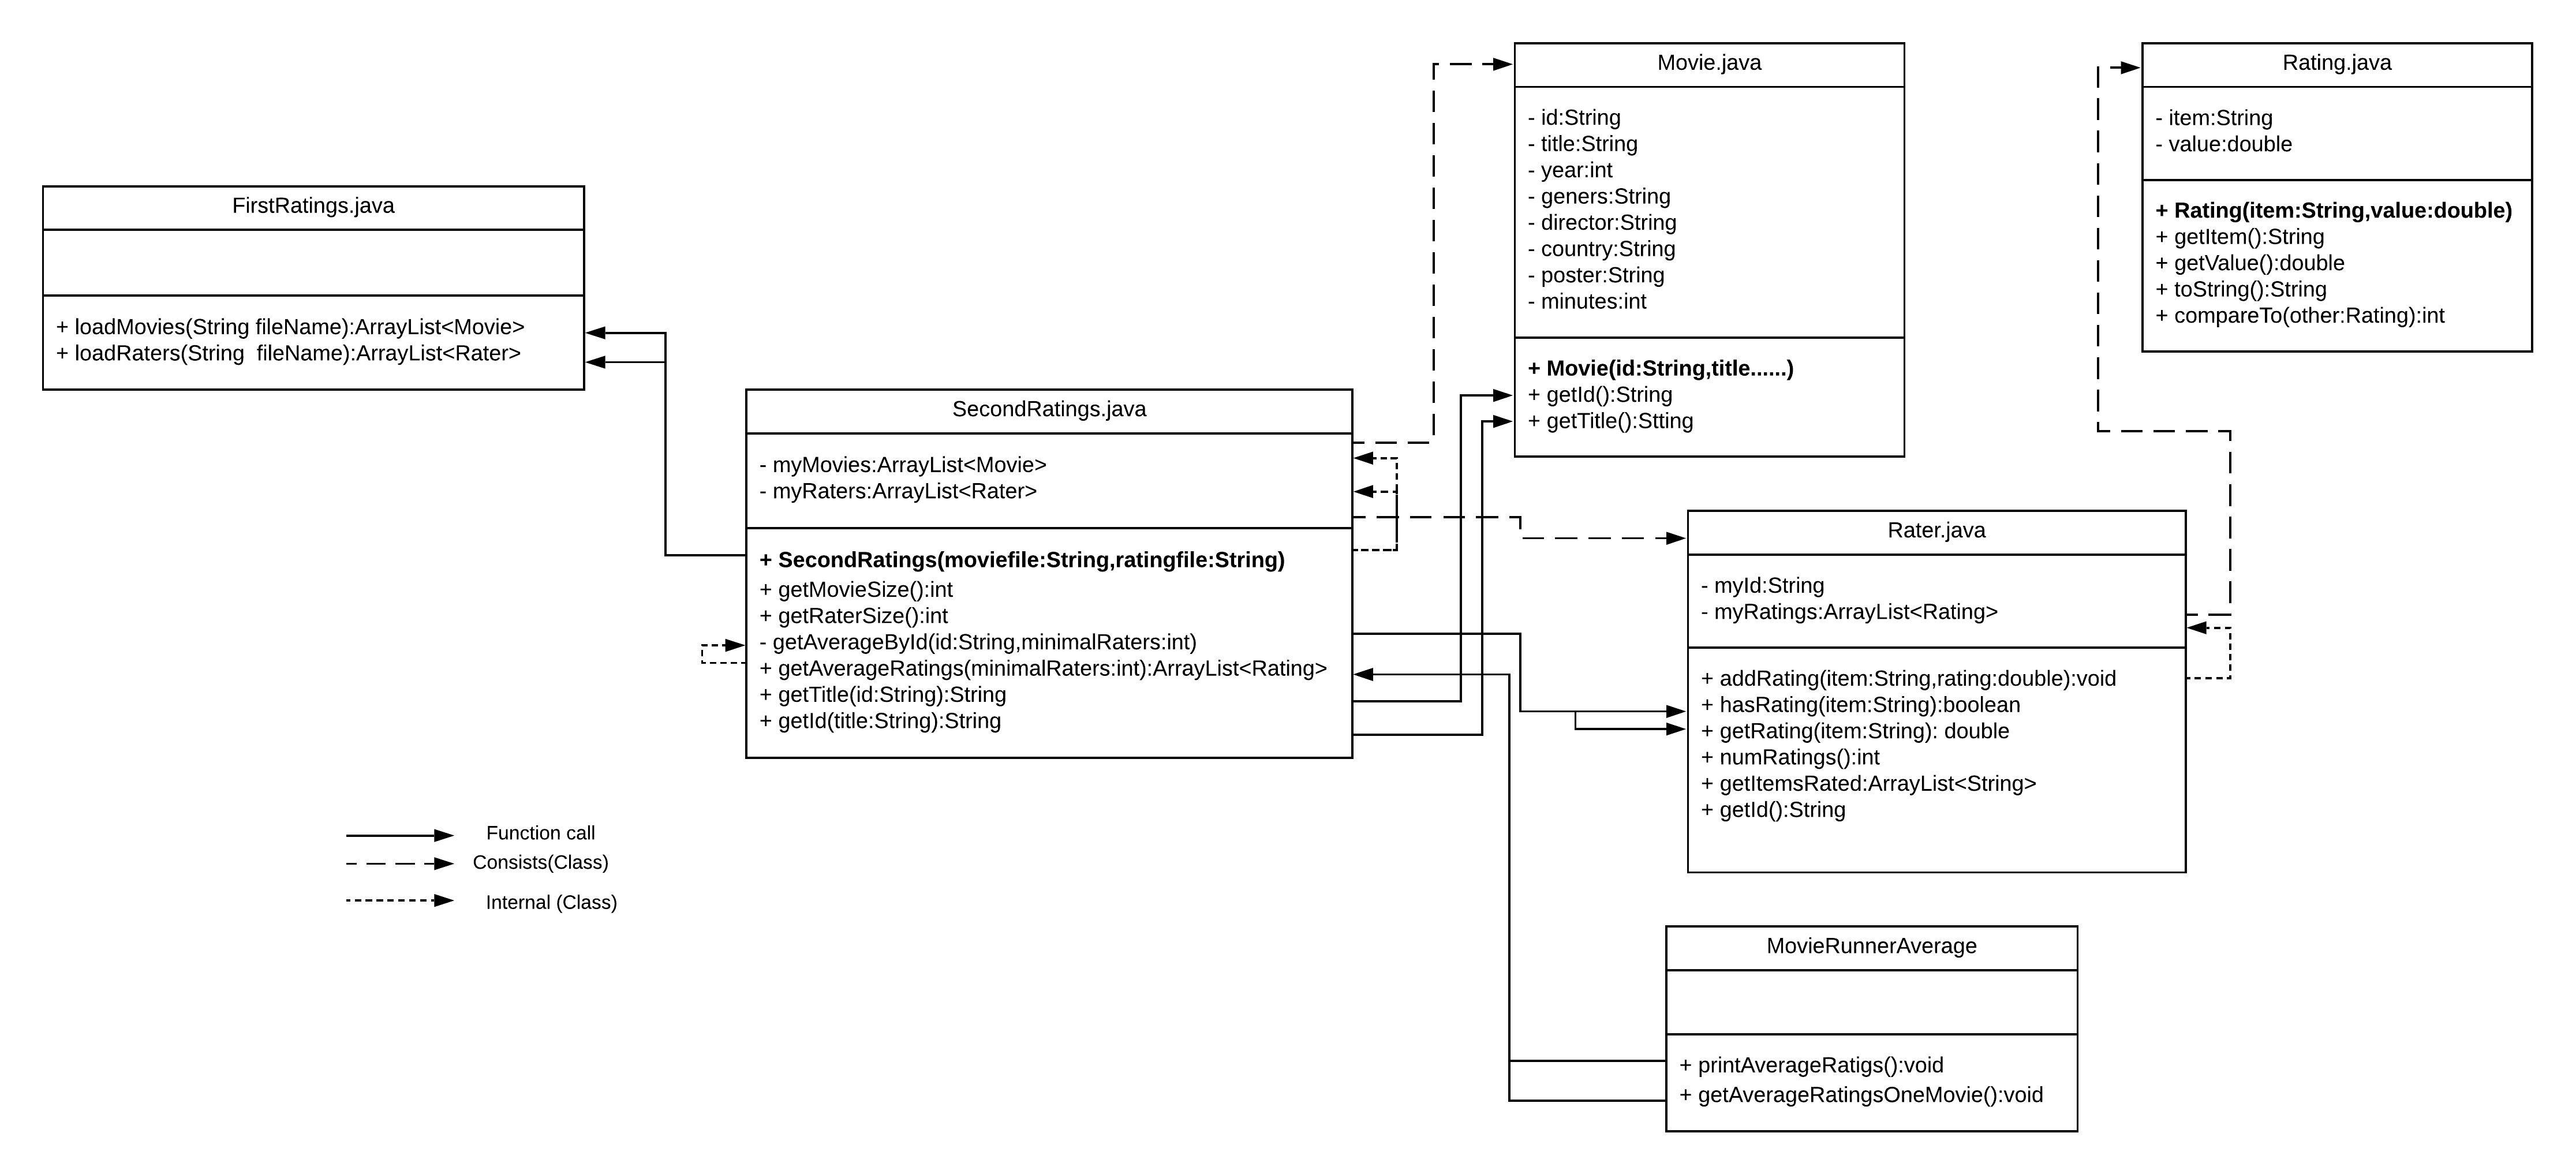 FirstRatings.java
+ loadMovies(String fileName):ArrayList<Movie>
+ loadRaters(String  fileName):ArrayList<Rater>
SecondRatings.java
- myMovies:ArrayList<Movie>
- myRaters:ArrayList<Rater>
+ SecondRatings(moviefile:String,ratingfile:String)
+ getMovieSize():int
+ getRaterSize():int
- getAverageById(id:String,minimalRaters:int)
+ getAverageRatings(minimalRaters:int):ArrayList<Rating>
+ getTitle(id:String):String
+ getId(title:String):String
Movie.java
- id:String
- title:String
- year:int
- geners:String
- director:String
- country:String
- poster:String
- minutes:int
+ Movie(id:String,title......)
+ getId():String
+ getTitle():Stting
Rating.java
- item:String
- value:double
+ Rating(item:String,value:double)
+ getItem():String
+ getValue():double
+ toString():String
+ compareTo(other:Rating):int
Rater.java
- myId:String
- myRatings:ArrayList<Rating>
+ addRating(item:String,rating:double):void
+ hasRating(item:String):boolean
+ getRating(item:String): double
+ numRatings():int
+ getItemsRated:ArrayList<String>
+ getId():String
MovieRunnerAverage
+ printAverageRatigs():void
+ getAverageRatingsOneMovie():void
Function call
Consists(Class)
Internal (Class)